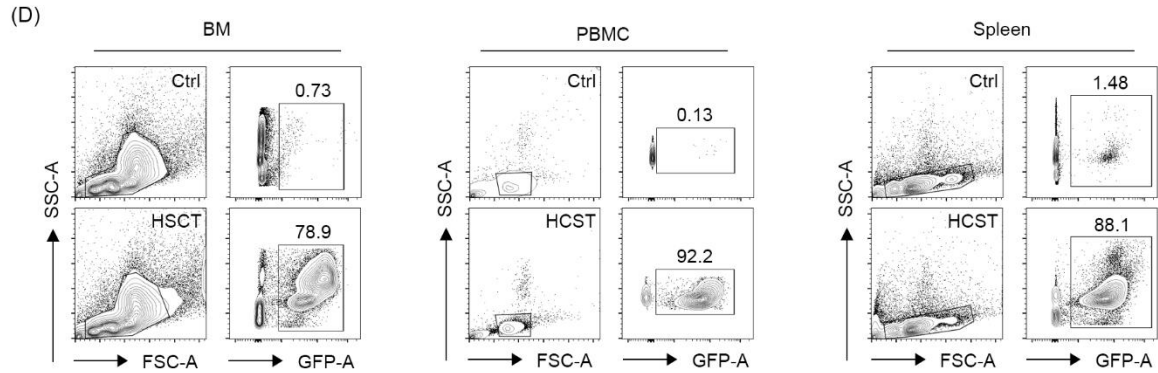 (D)
BM
PBMC
Spleen
Ctrl
0.73
Ctrl
0.13
Ctrl
1.48
SSC-A
SSC-A
SSC-A
HSCT
78.9
HCST
92.2
HCST
88.1
FSC-A
GFP-A
FSC-A
GFP-A
FSC-A
GFP-A